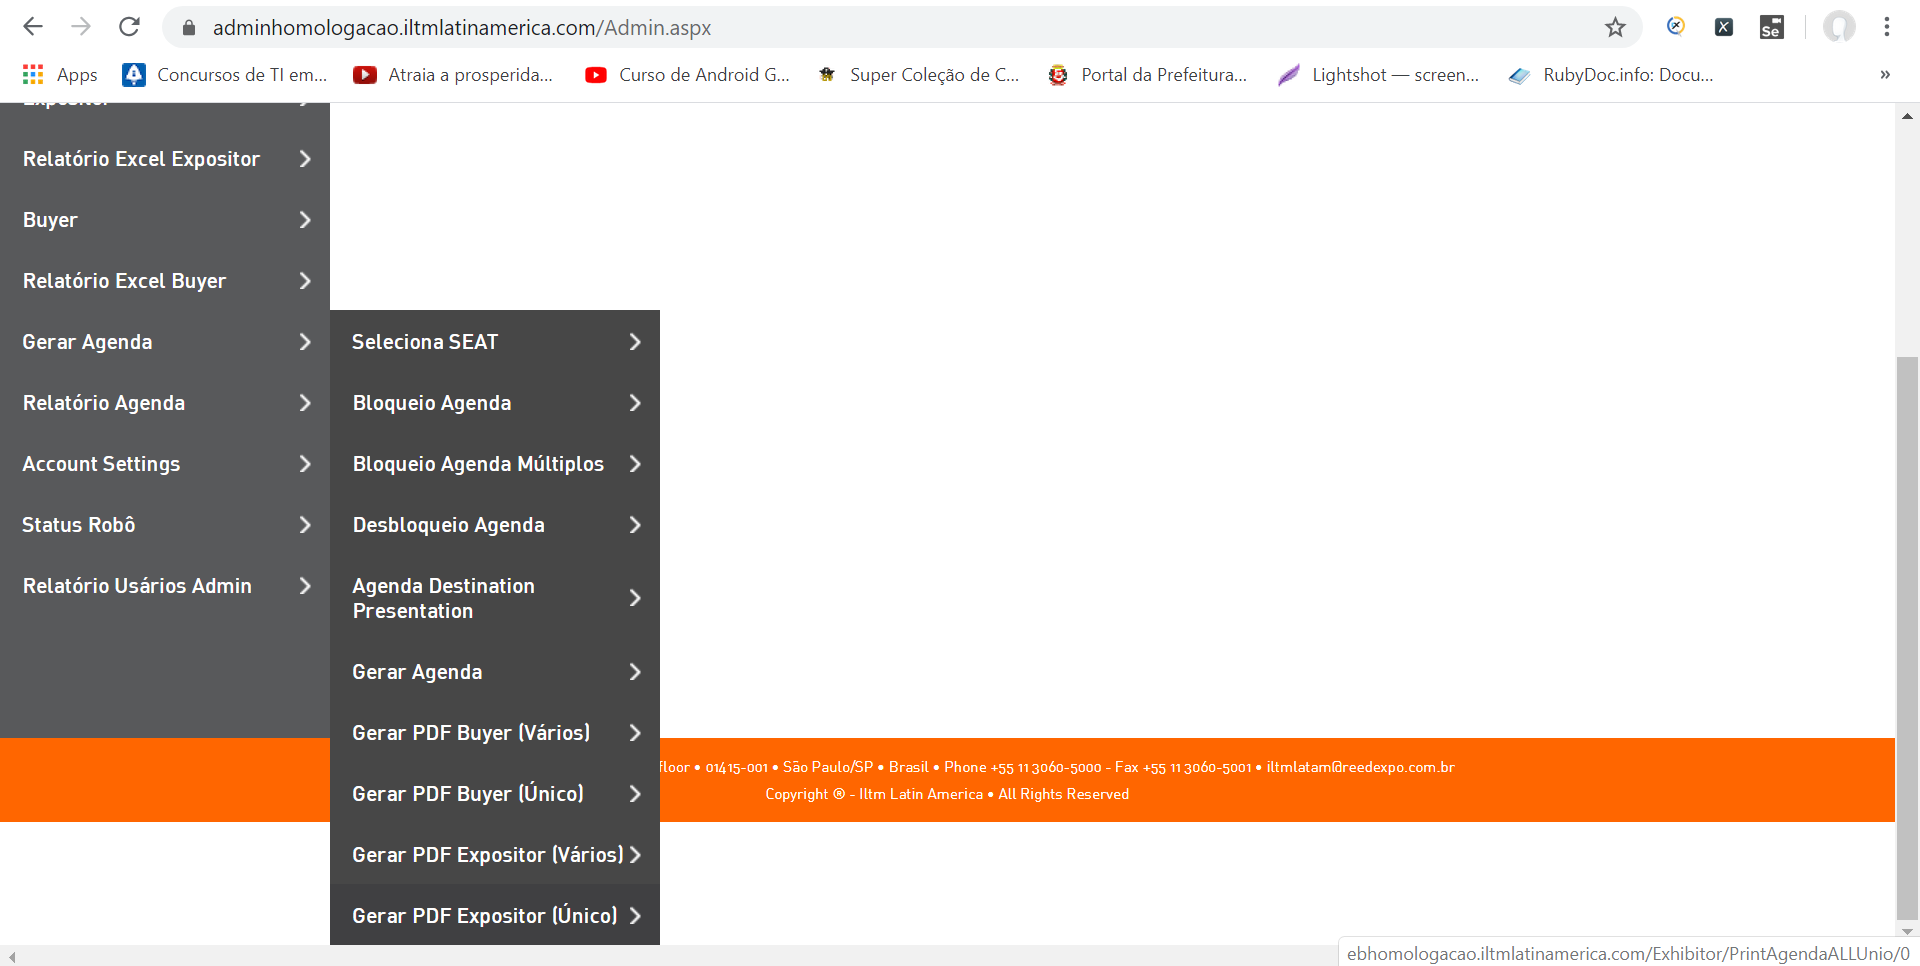 adminhomologacao.iltmlatinamerica.com/Admin.aspx
Apps
Concursos de TI em...
Atraia a prosperida...
Curso de Android G...
Super Coleção de C...
Portal da Prefeitura...
Lightshot — screen...
RubyDoc.info: Docu...
»
Expositor
Relatório Excel Expositor
Buyer
Relatório Excel Buyer
Gerar Agenda
Relatório Agenda
Account Settings
Status Robô
Relatório Usários Admin
Seleciona SEAT
Bloqueio Agenda
Bloqueio Agenda Múltiplos
Desbloqueio Agenda
Agenda Destination
Presentation
Gerar Agenda
Gerar PDF Buyer (Vários)
Gerar PDF Buyer (Único)
Gerar PDF Expositor (Vários)
Gerar PDF Expositor (Único)
floor • 01415-001 • São Paulo/SP • Brasil • Phone +55 11 3060-5000 - Fax +55 11 3060-5001 • iltmlatam@reedexpo.com.br
Copyright ® - Iltm Latin America • All Rights Reserved
ebhomologacao.iltmlatinamerica.com/Exhibitor/PrintAgendaALLUnio/0